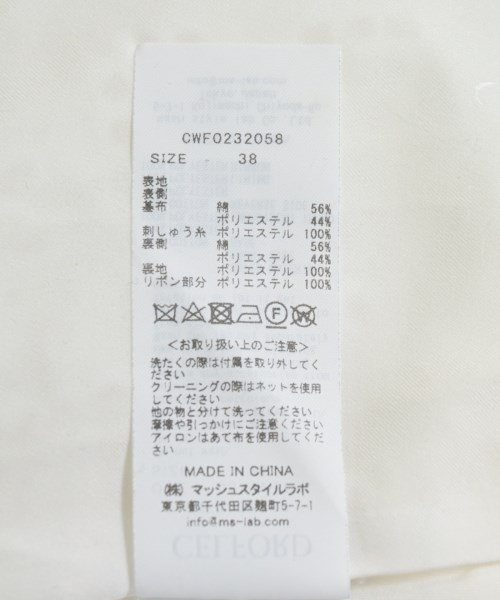 CWFO232058
SIZE - 38
表地
表側
基布 綿 56%
ポリエステル 44%
刺しゅう糸 ポリエステル 100%
裏側 綿 56%
ポリエステル 44%
裏地 ポリエステル 100%
リボン部分 ポリエステル 100%
F W
<お取り扱い上のご注意>
洗たくの際は付属を取り外してく
ださい
クリーニングの際はネットを使用
してください
他の物と分けて洗ってください
摩擦や引っかけにご注意ください
アイロンはあて布を使用してくださ
い
MADE IN CHINA
(株) マッシュスタイルラボ
東京都千代田区麹町5-7-1
info@ms-lab.com
CELFORD